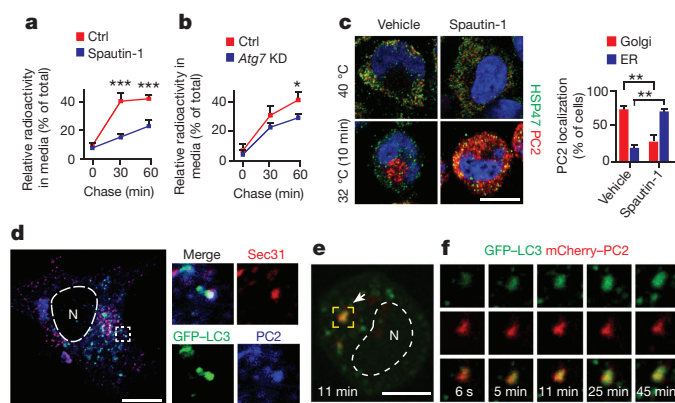 a
Ctrl
Spautin-1
Relative radioactivity
in media (% of total)
40
20
0
***
***
0 30 60
Chase (min)
b
Ctrl
Atg7 KD
Relative radioactivity in
media (% of total)
40
20
0
*
0 30 60
Chase (min)
c
Vehicle Spautin-1
40 °C
32 °C (10 min)
HSP47 PC2
Golgi
ER
PC2 localization
(% of cells)
100
50
0
**
**
Vehicle
Spautin-1
d
N
Merge
Sec31
GFP–LC3
PC2
e
N
11 min
f
GFP–LC3 mCherry–PC2
6 s
5 min
11 min
25 min
45 min